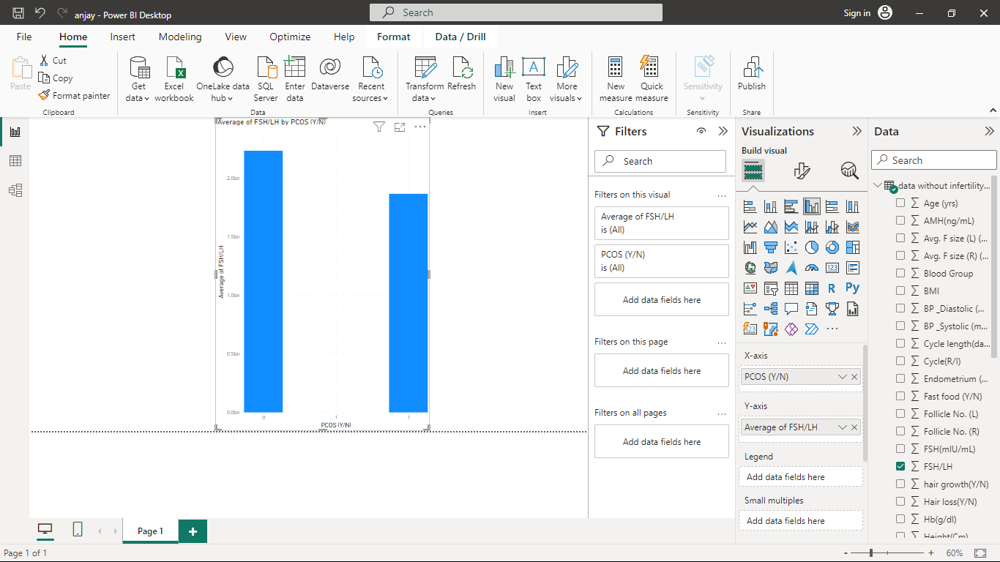 anjay - Power BI Desktop
Search
Sign in
File
Home
Insert
Modeling
View
Optimize
Help
Format
Data / Drill
Paste
Cut
Copy
Format painter
Clipboard
Get data
Excel workbook
OneLake data hub
SQL Server
Enter data
Dataverse
Recent sources
Data
Transform data
Refresh
Queries
New visual
Text box
More visuals
Insert
New measure
Quick measure
Calculations
Sensitivity
Sensitivity
Publish
Share
Average of FSH/LH by PCOS (Y/N)
2.0bn
1.5bn
1.0bn
0.5bn
0.0bn
Average of FSH/LH
0
1
1
PCOS (Y/N)
Filters
Search
Filters on this visual
Average of FSH/LH
is (All)
PCOS (Y/N)
is (All)
Add data fields here
Filters on this page
Add data fields here
Filters on all pages
Add data fields here
Visualizations
Build visual
123
R
Py
123
X-axis
PCOS (Y/N)
Y-axis
Average of FSH/LH
Legend
Add data fields here
Small multiples
Add data fields here
Data
Search
data without infertility...
Age (yrs)
AMH(ng/mL)
Avg. F size (L) (...
Avg. F size (R) (...
Blood Group
BMI
BP _Diastolic (...
BP _Systolic (m...
Cycle length(da...
Cycle(R/I)
Endometrium (...
Fast food (Y/N)
Follicle No. (L)
Follicle No. (R)
FSH(mIU/mL)
FSH/LH
hair growth(Y/N)
Hair loss(Y/N)
Hb(g/dl)
Height(Cm)
Page 1
Page 1 of 1
60%